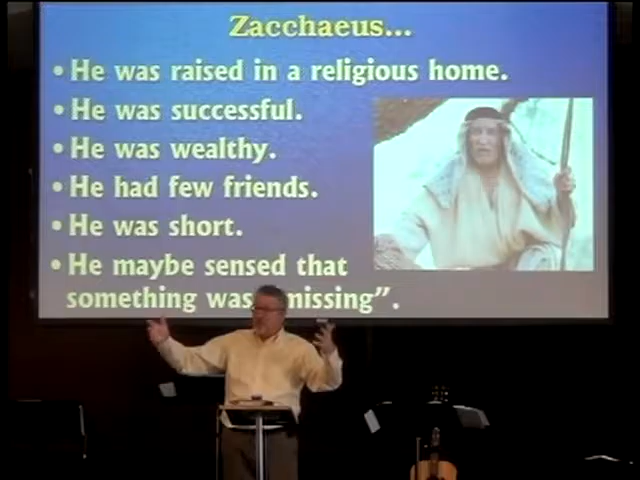 Zacchaeus...
• He was raised in a religious home.
• He was successful.
• He was wealthy.
• He had few friends.
• He was short.
• He maybe sensed that
something was missing”.